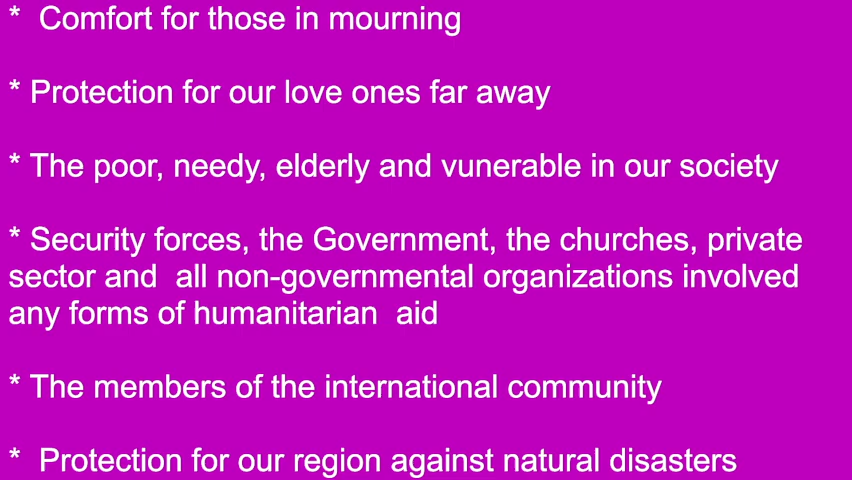 *  Comfort for those in mourning
* Protection for our love ones far away
* The poor, needy, elderly and vunerable in our society
* Security forces, the Government, the churches, private
sector and  all non-governmental organizations involved
any forms of humanitarian  aid
* The members of the international community
*  Protection for our region against natural disasters